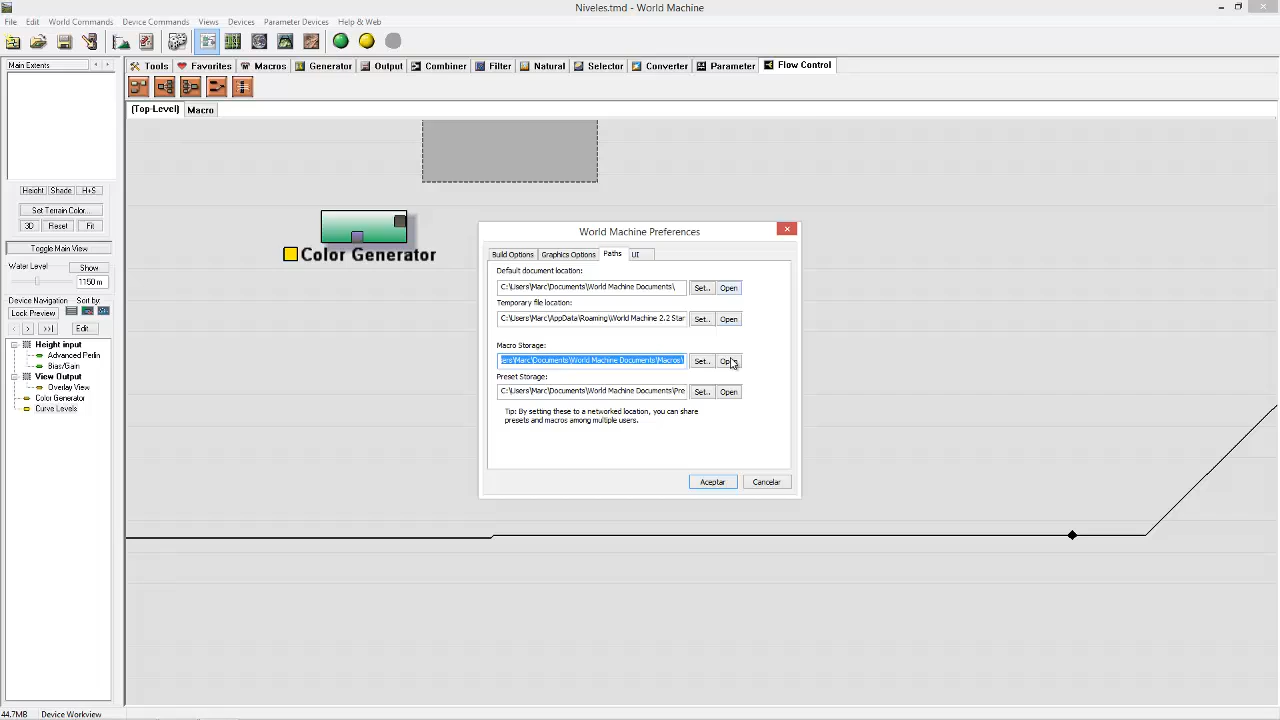 Niveles.tmd - World Machine
File Edit World Commands Device Commands Views Devices Parameter Devices Help & Web
Main Extents
Tools Favorites Macros Generator Output Combiner Filter Natural Selector Converter Parameter Flow Control
(Top-Level) Macro
Height Shade H+S
Set Terrain Color...
3D Reset Fit
Toggle Main View
Water Level Show
1150 m
Device Navigation Sort by:
Lock Preview
Edit...
Height input
Advanced Perlin
Bias/Gain
View Output
Overlay View
Color Generator
Curve Levels
Color Generator
World Machine Preferences
Build Options Graphics Options Paths UI
Default document location:
C:\Users\Marc\Documents\World Machine Documents\ Set.. Open
Temporary file location:
C:\Users\Marc\AppData\Roaming\World Machine 2.2 Star Set.. Open
Macro Storage:
sers\Marc\Documents\World Machine Documents\Macros\ Set.. Open
Preset Storage:
C:\Users\Marc\Documents\World Machine Documents\Pre Set.. Open
Tip: By setting these to a networked location, you can share
presets and macros among multiple users.
Aceptar Cancelar
44.7MB Device Workview